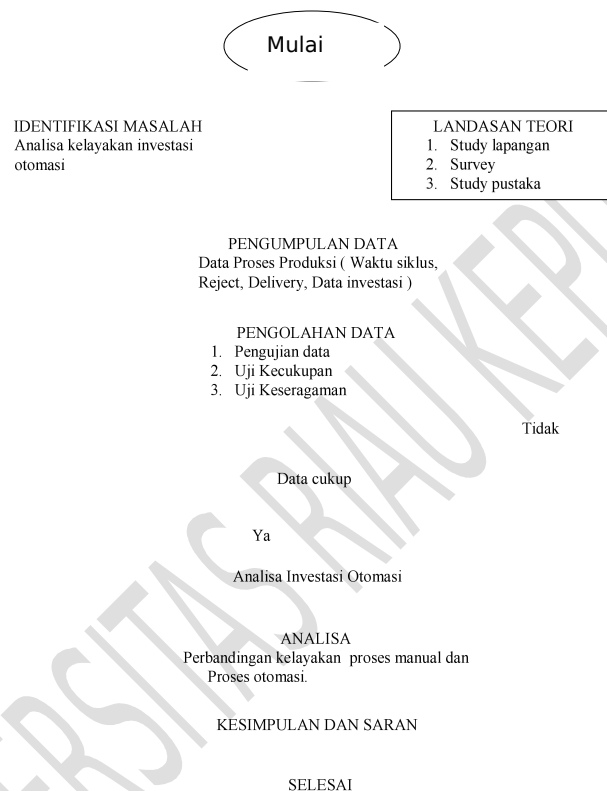 Mulai
IDENTIFIKASI MASALAH
Analisa kelayakan investasi
otomasi
LANDASAN TEORI
1. Study lapangan
2. Survey
3. Study pustaka
PENGUMPULAN DATA
Data Proses Produksi ( Waktu siklus,
Reject, Delivery, Data investasi )
PENGOLAHAN DATA
1. Pengujian data
2. Uji Kecukupan
3. Uji Keseragaman
Tidak
Data cukup
Ya
Analisa Investasi Otomasi
ANALISA
Perbandingan kelayakan proses manual dan
Proses otomasi.
KESIMPULAN DAN SARAN
SELESAI